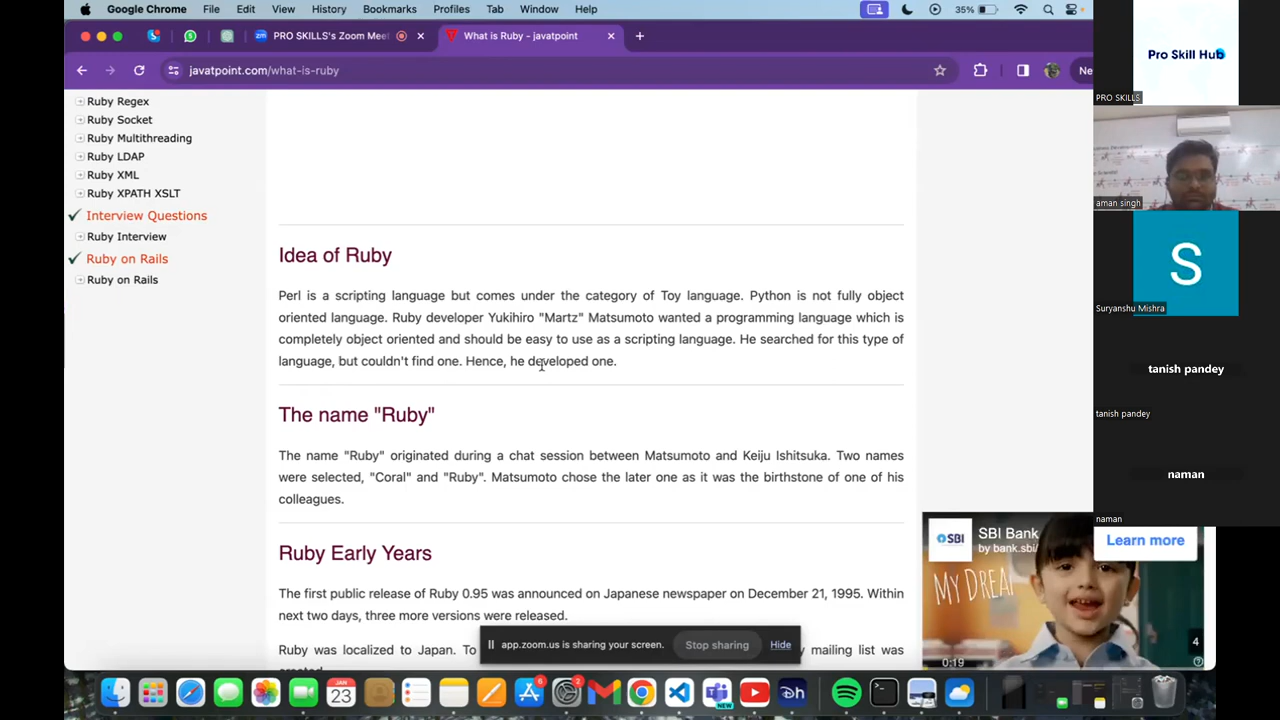 Google Chrome File Edit View History Bookmarks Profiles Tab Window Help 35%
PRO SKILLS's Zoom Meet What is Ruby - javatpoint
javatpoint.com/what-is-ruby Ne
Ruby Regex
Ruby Socket
Ruby Multithreading
Ruby LDAP
Ruby XML
Ruby XPATH XSLT
Interview Questions
Ruby Interview
Ruby on Rails
Ruby on Rails
Idea of Ruby
Perl is a scripting language but comes under the category of Toy language. Python is not fully object
oriented language. Ruby developer Yukihiro "Martz" Matsumoto wanted a programming language which is
completely object oriented and should be easy to use as a scripting language. He searched for this type of
language, but couldn't find one. Hence, he developed one.
The name "Ruby"
The name "Ruby" originated during a chat session between Matsumoto and Keiju Ishitsuka. Two names
were selected, "Coral" and "Ruby". Matsumoto chose the later one as it was the birthstone of one of his
colleagues.
Ruby Early Years
The first public release of Ruby 0.95 was announced on Japanese newspaper on December 21, 1995. Within
next two days, three more versions were released.
Ruby was localized to Japan. To mailing list was
app.zoom.us is sharing your screen. Stop sharing Hide
Pro Skill Hub
PRO SKILLS
aman singh
S
Suryanshu Mishra
tanish pandey
tanish pandey
naman
naman
SBI
SBI Bank
by bank.sbi/
Learn more
MY DREAM
4
0:19
JAN
23
6
2
NEW